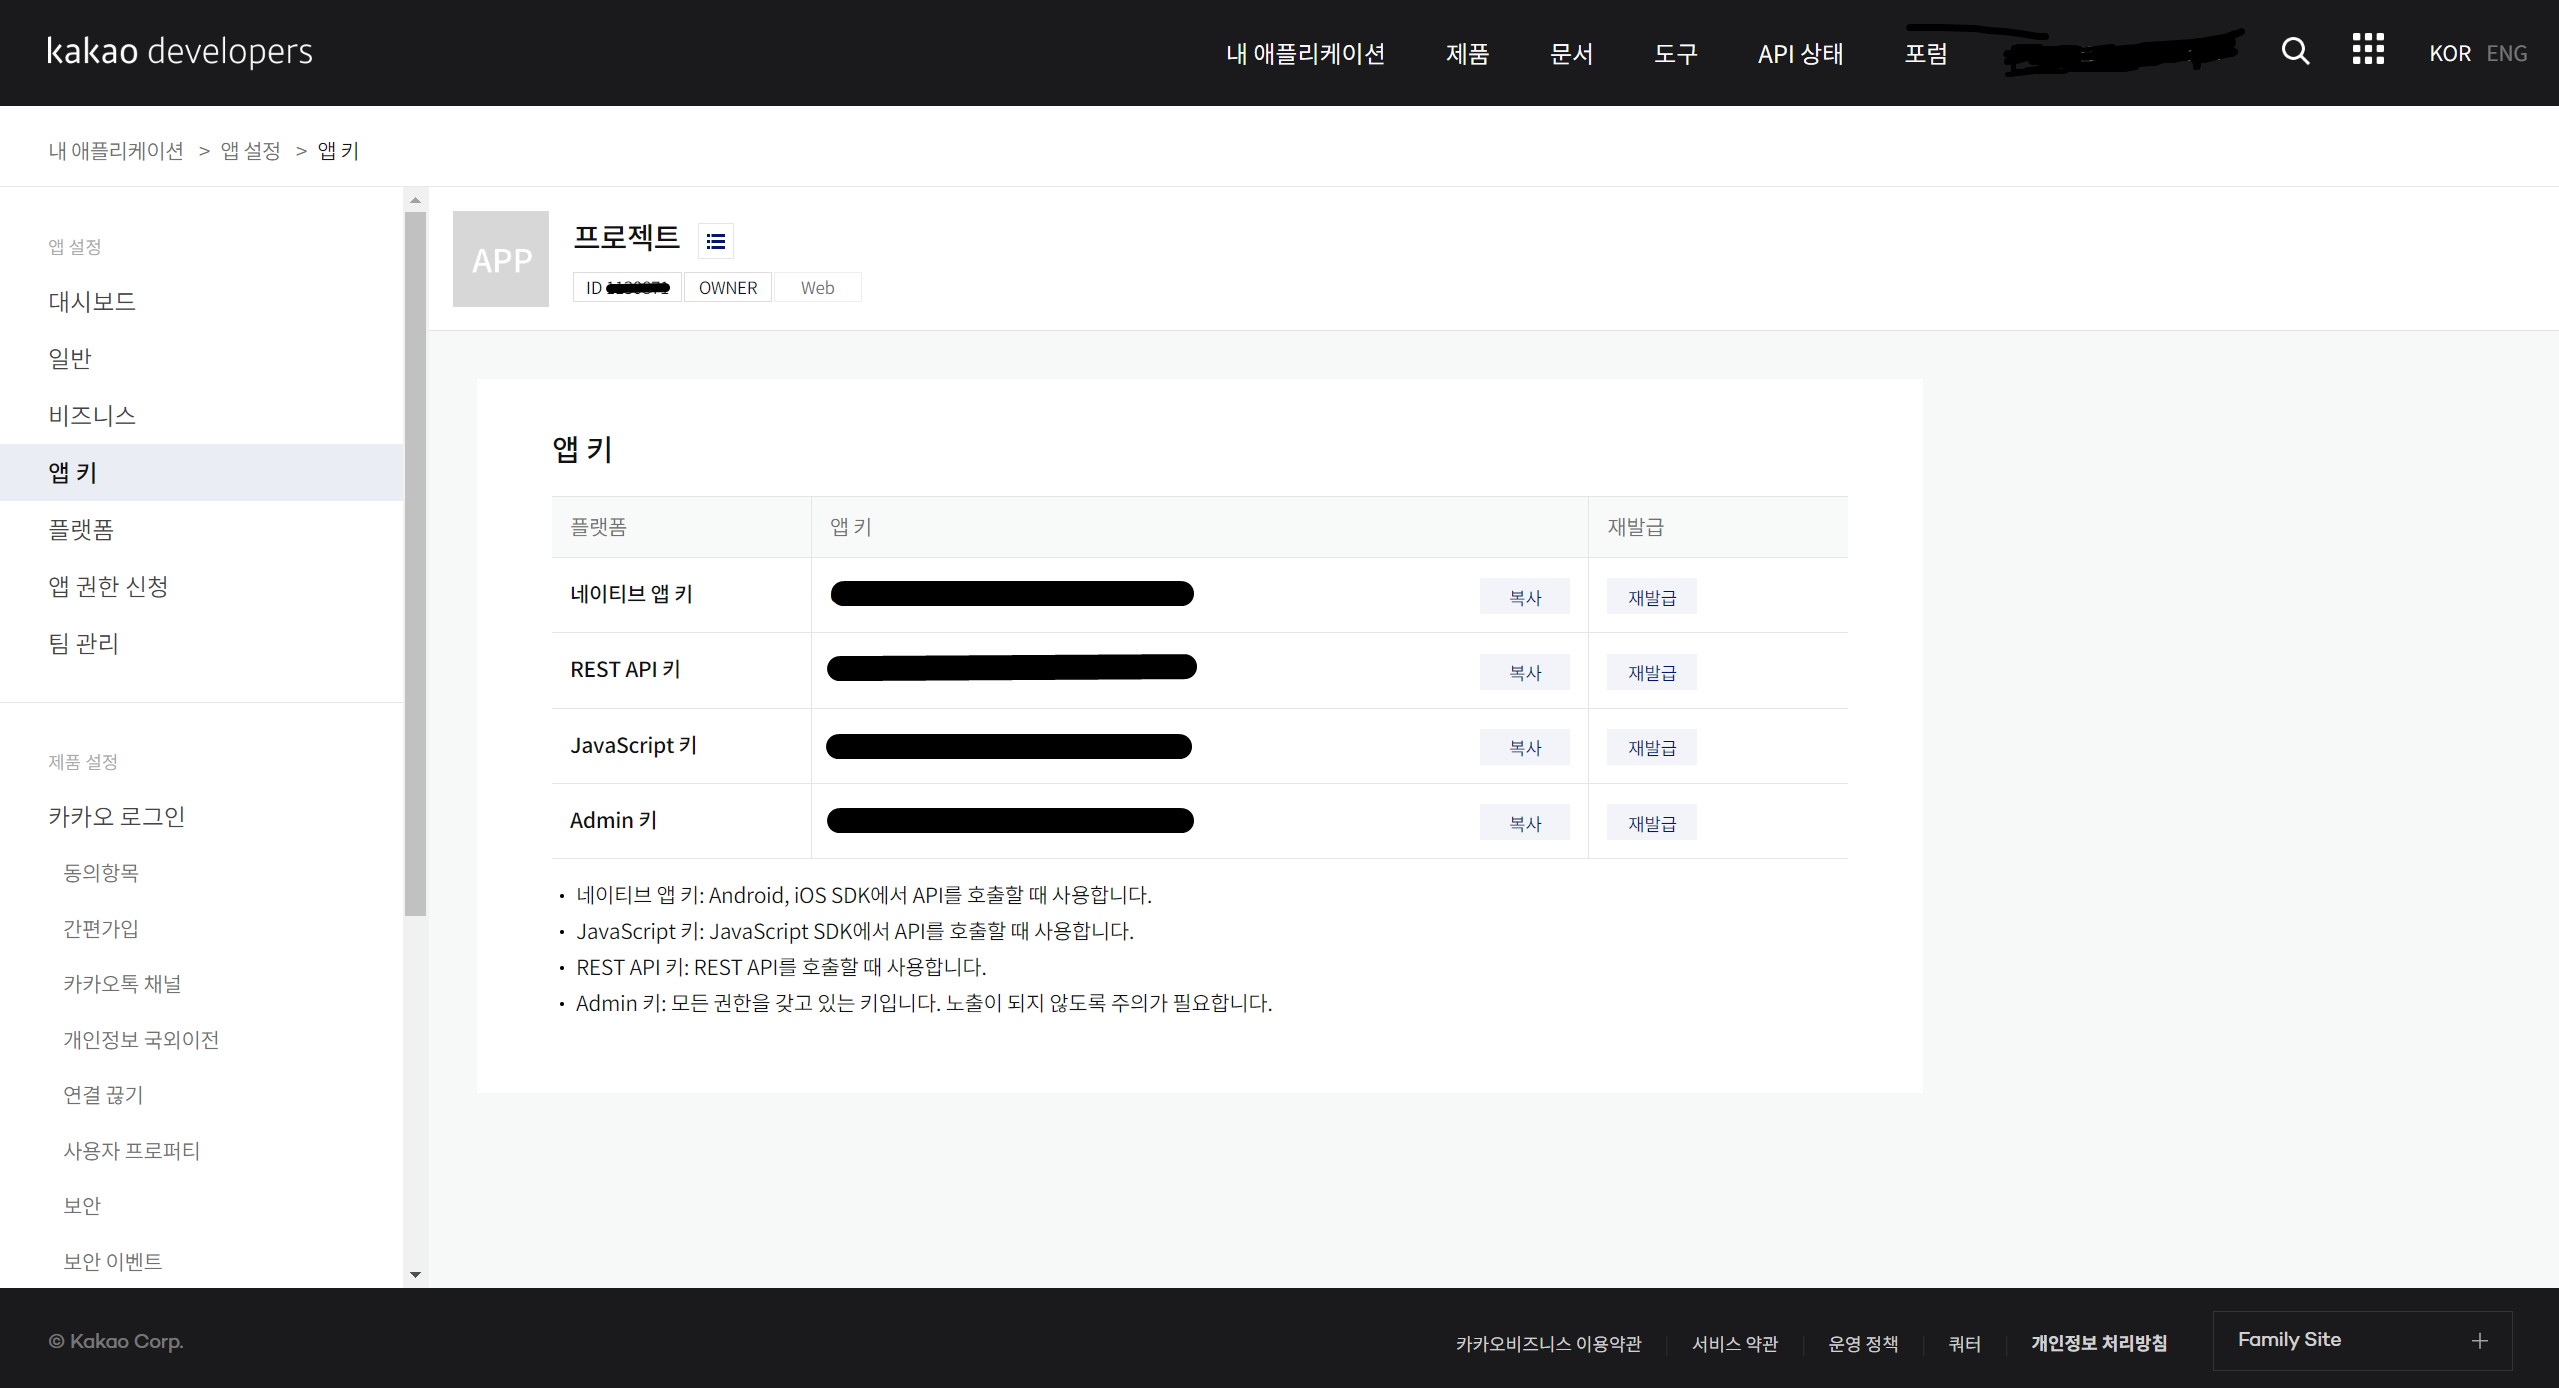 kakao developers
내 애플리케이션 제품 문서 도구 API 상태 포럼 KOR ENG
내 애플리케이션 > 앱 설정 > 앱 키
앱 설정
대시보드
일반
비즈니스
앱 키
플랫폼
앱 권한 신청
팀 관리
제품 설정
카카오 로그인
동의항목
간편가입
카카오톡 채널
개인정보 국외이전
연결 끊기
사용자 프로퍼티
보안
보안 이벤트
APP
프로젝트
ID OWNER Web
앱 키
플랫폼 앱 키 재발급
네이티브 앱 키 복사 재발급
REST API 키 복사 재발급
JavaScript 키 복사 재발급
Admin 키 복사 재발급
• 네이티브 앱 키: Android, iOS SDK에서 API를 호출할 때 사용합니다.
• JavaScript 키: JavaScript SDK에서 API를 호출할 때 사용합니다.
• REST API 키: REST API를 호출할 때 사용합니다.
• Admin 키: 모든 권한을 갖고 있는 키입니다. 노출이 되지 않도록 주의가 필요합니다.
© Kakao Corp.
카카오비즈니스 이용약관 서비스 약관 운영 정책 쿼터 개인정보 처리방침 Family Site +